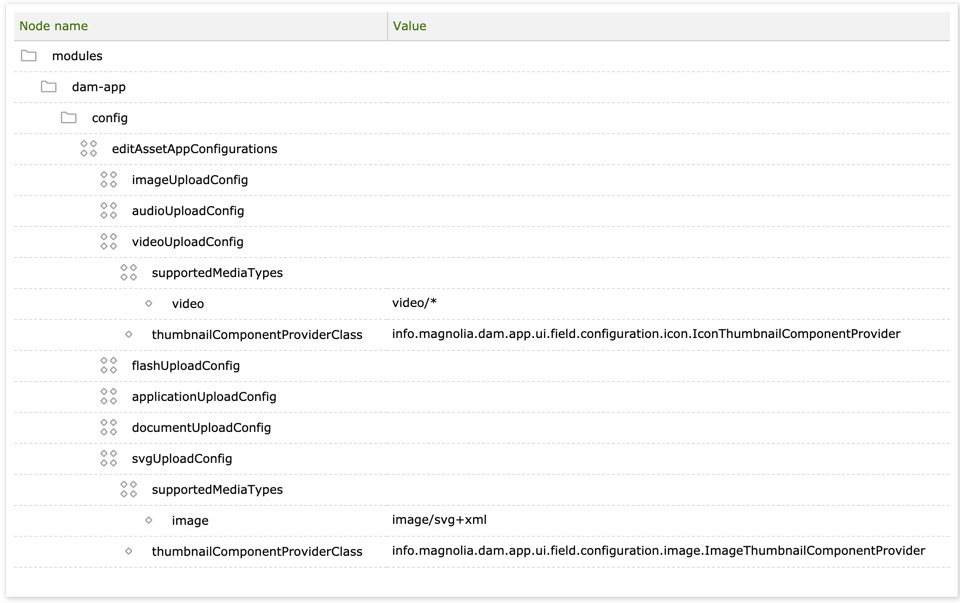 Node name Value
modules
dam-app
config
editAssetAppConfigurations
imageUploadConfig
audioUploadConfig
videoUploadConfig
supportedMediaTypes
video video/*
thumbnailComponentProviderClass info.magnolia.dam.app.ui.field.configuration.icon.IconThumbnailComponentProvider
flashUploadConfig
applicationUploadConfig
documentUploadConfig
svgUploadConfig
supportedMediaTypes
image image/svg+xml
thumbnailComponentProviderClass info.magnolia.dam.app.ui.field.configuration.image.ImageThumbnailComponentProvider